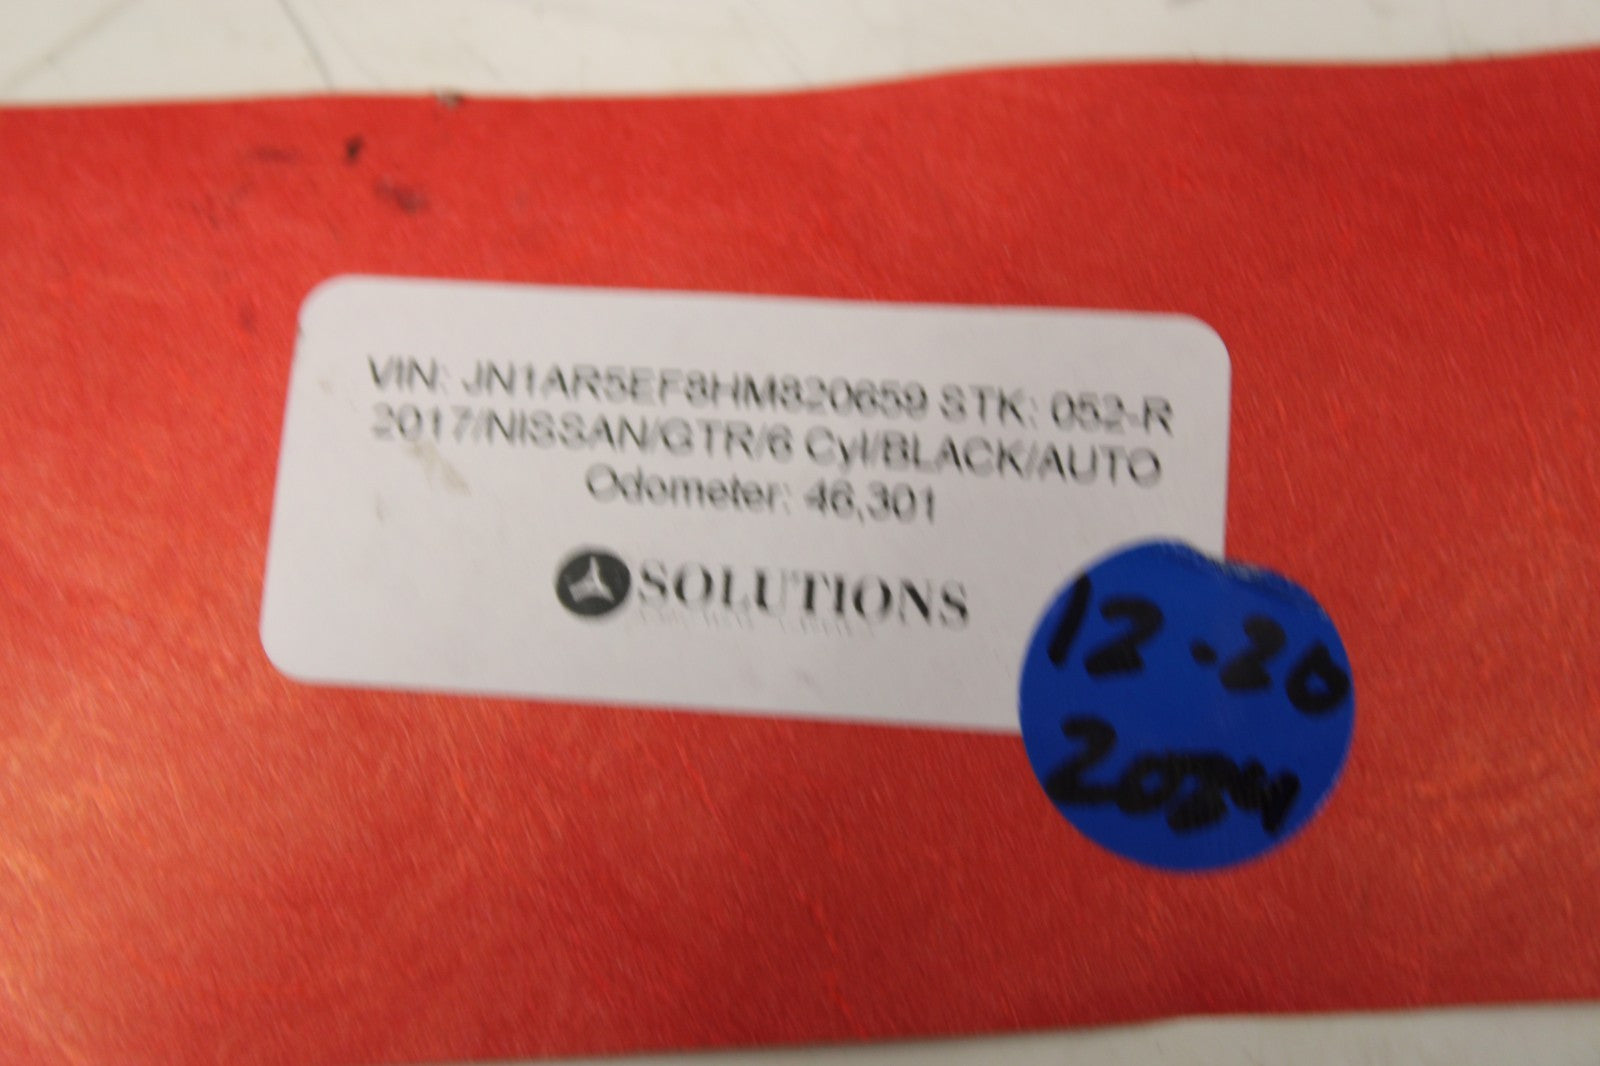 VIN: JN1AR5EF8HM820659 STK: 052-R
2017/NISSAN/GTR/6 Cyl/BLACK/AUTO
Odometer: 46,301
SOLUTIONS
12-20
2024